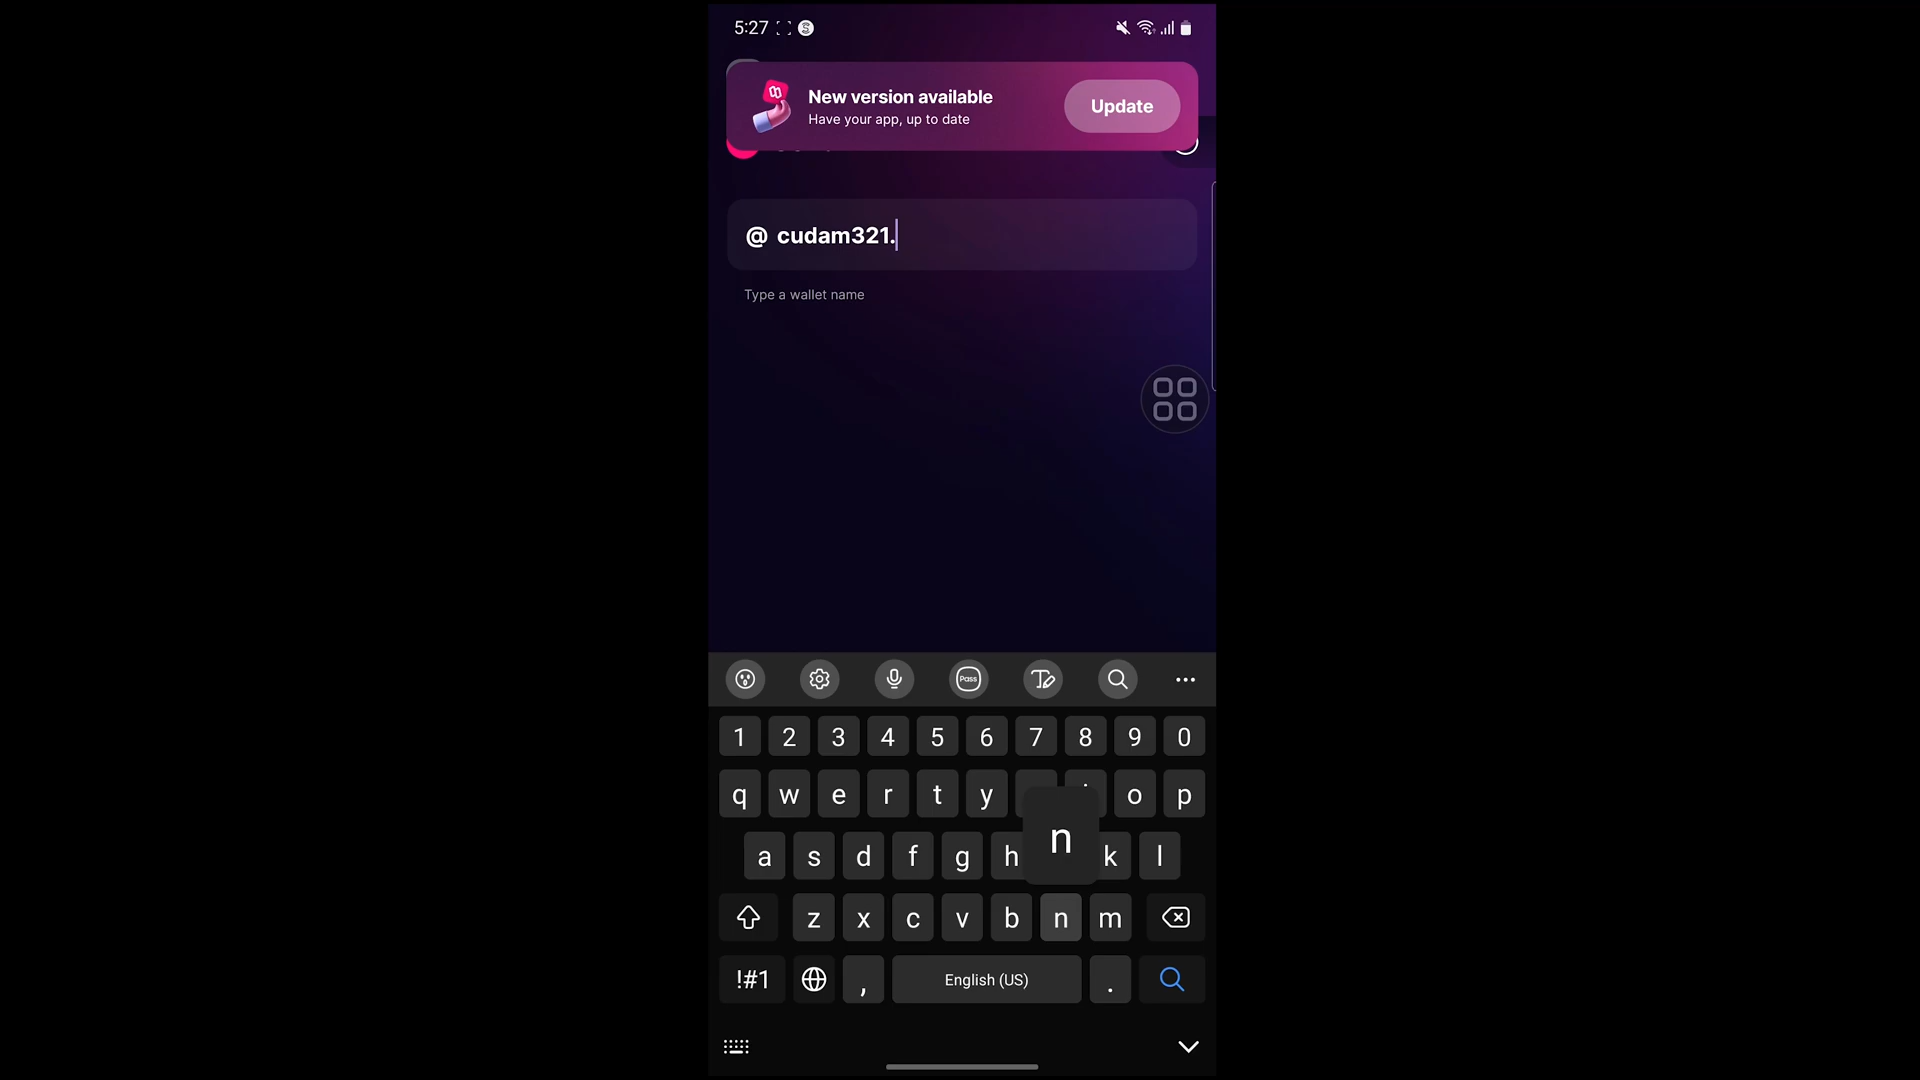 5:27
New version available
Have your app, up to date
Update
@ cudam321.
Type a wallet name
Pass
1 2 3 4 5 6 7 8 9 0
q w e r t y o p
n
a s d f g h k l
z x c v b n m
!#1 , English (US) .